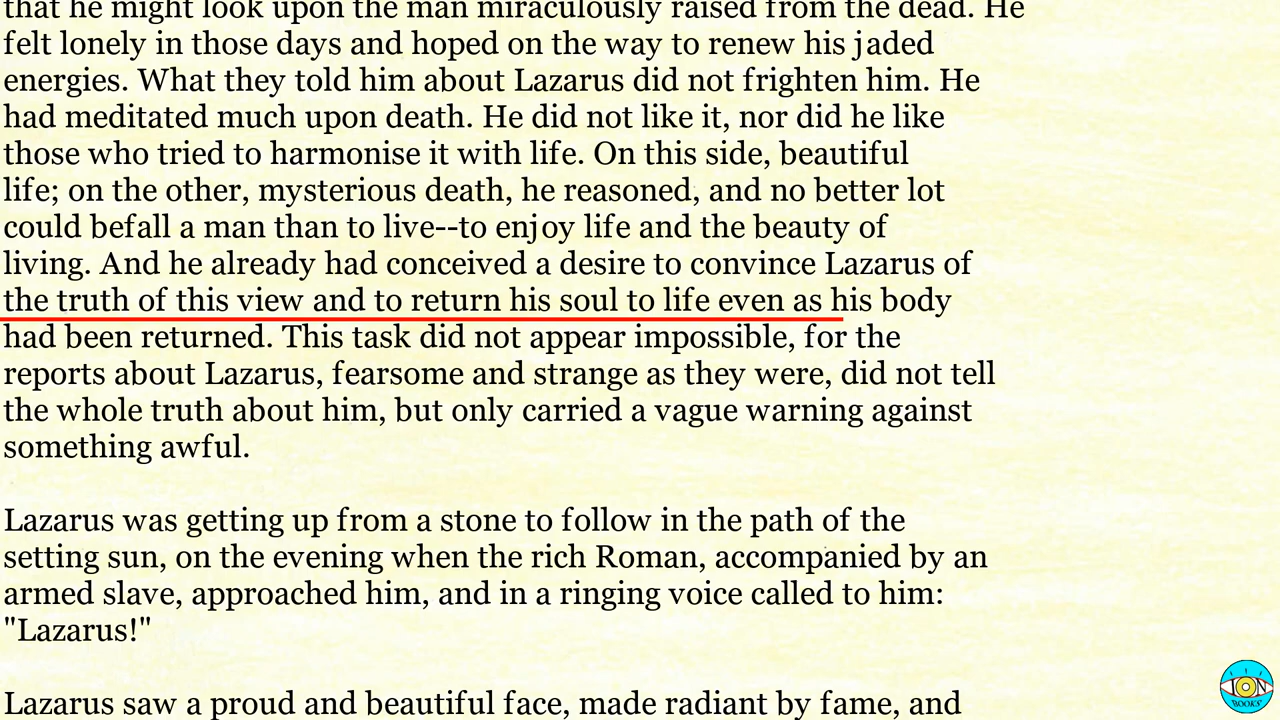 that he might look upon the man miraculously raised from the dead. He
felt lonely in those days and hoped on the way to renew his jaded
energies. What they told him about Lazarus did not frighten him. He
had meditated much upon death. He did not like it, nor did he like
those who tried to harmonise it with life. On this side, beautiful
life; on the other, mysterious death, he reasoned, and no better lot
could befall a man than to live--to enjoy life and the beauty of
living. And he already had conceived a desire to convince Lazarus of
the truth of this view and to return his soul to life even as his body
had been returned. This task did not appear impossible, for the
reports about Lazarus, fearsome and strange as they were, did not tell
the whole truth about him, but only carried a vague warning against
something awful.
Lazarus was getting up from a stone to follow in the path of the
setting sun, on the evening when the rich Roman, accompanied by an
armed slave, approached him, and in a ringing voice called to him:
"Lazarus!"
Lazarus saw a proud and beautiful face, made radiant by fame, and
ION
BOOKS